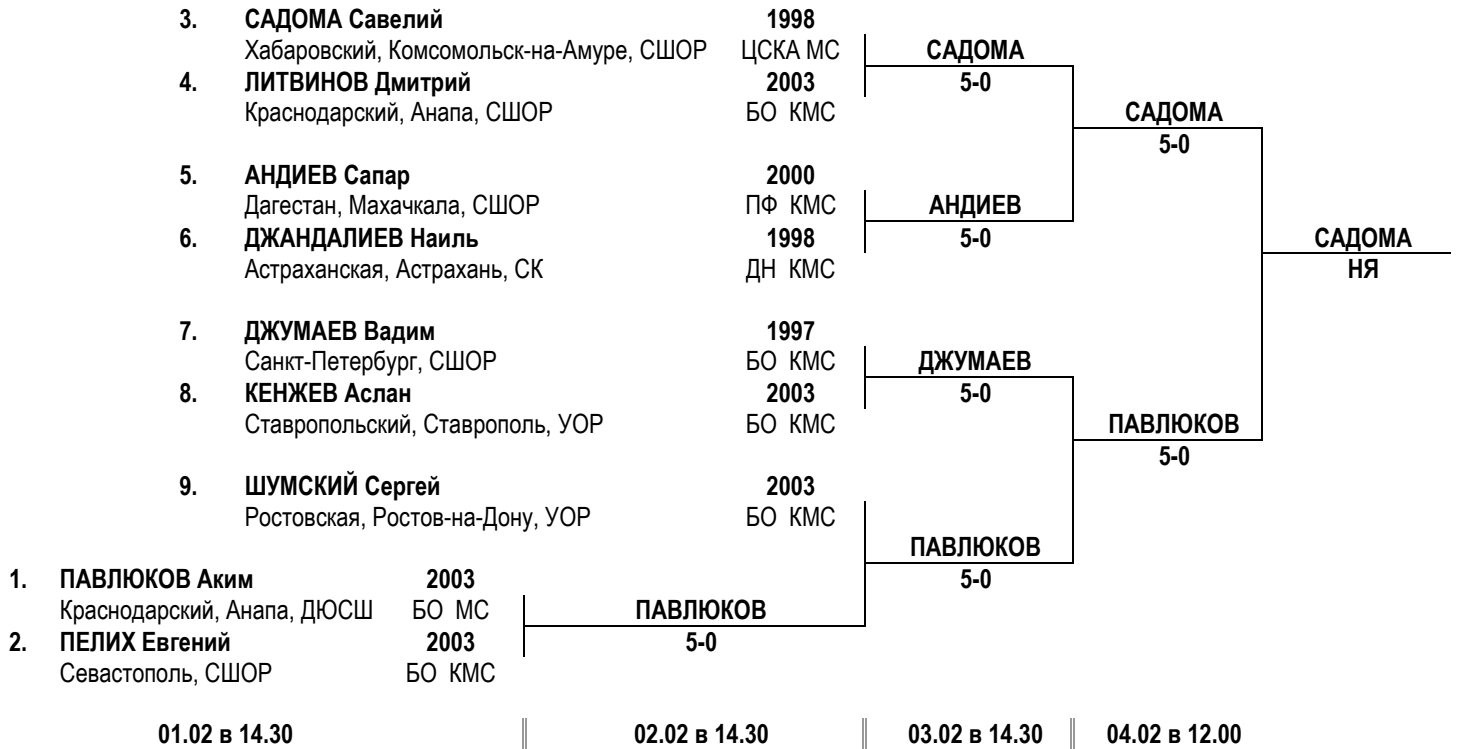 3. САДОМА Савелий 1998
Хабаровский, Комсомольск-на-Амуре, СШОР ЦСКА МС САДОМА
4. ЛИТВИНОВ Дмитрий 2003 5-0
Краснодарский, Анапа, СШОР БО КМС САДОМА
5-0
5. АНДИЕВ Сапар 2000
Дагестан, Махачкала, СШОР ПФ КМС АНДИЕВ
6. ДЖАНДАЛИЕВ Наиль 1998 5-0 САДОМА
Астраханская, Астрахань, СК ДН КМС НЯ
7. ДЖУМАЕВ Вадим 1997
Санкт-Петербург, СШОР БО КМС ДЖУМАЕВ
8. КЕНЖЕВ Аслан 2003 5-0
Ставропольский, Ставрополь, УОР БО КМС ПАВЛЮКОВ
5-0
9. ШУМСКИЙ Сергей 2003
Ростовская, Ростов-на-Дону, УОР БО КМС
ПАВЛЮКОВ
1. ПАВЛЮКОВ Аким 2003 5-0
Краснодарский, Анапа, ДЮСШ БО МС ПАВЛЮКОВ
2. ПЕЛИХ Евгений 2003 5-0
Севастополь, СШОР БО КМС
01.02 в 14.30 02.02 в 14.30 03.02 в 14.30 04.02 в 12.00